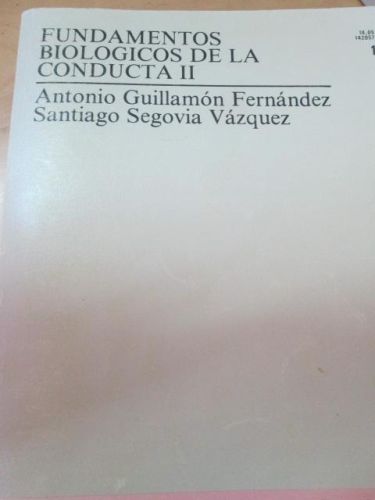 FUNDAMENTOS
BIOLOGICOS DE LA
CONDUCTA II
Antonio Guillamón Fernández
Santiago Segovia Vázquez